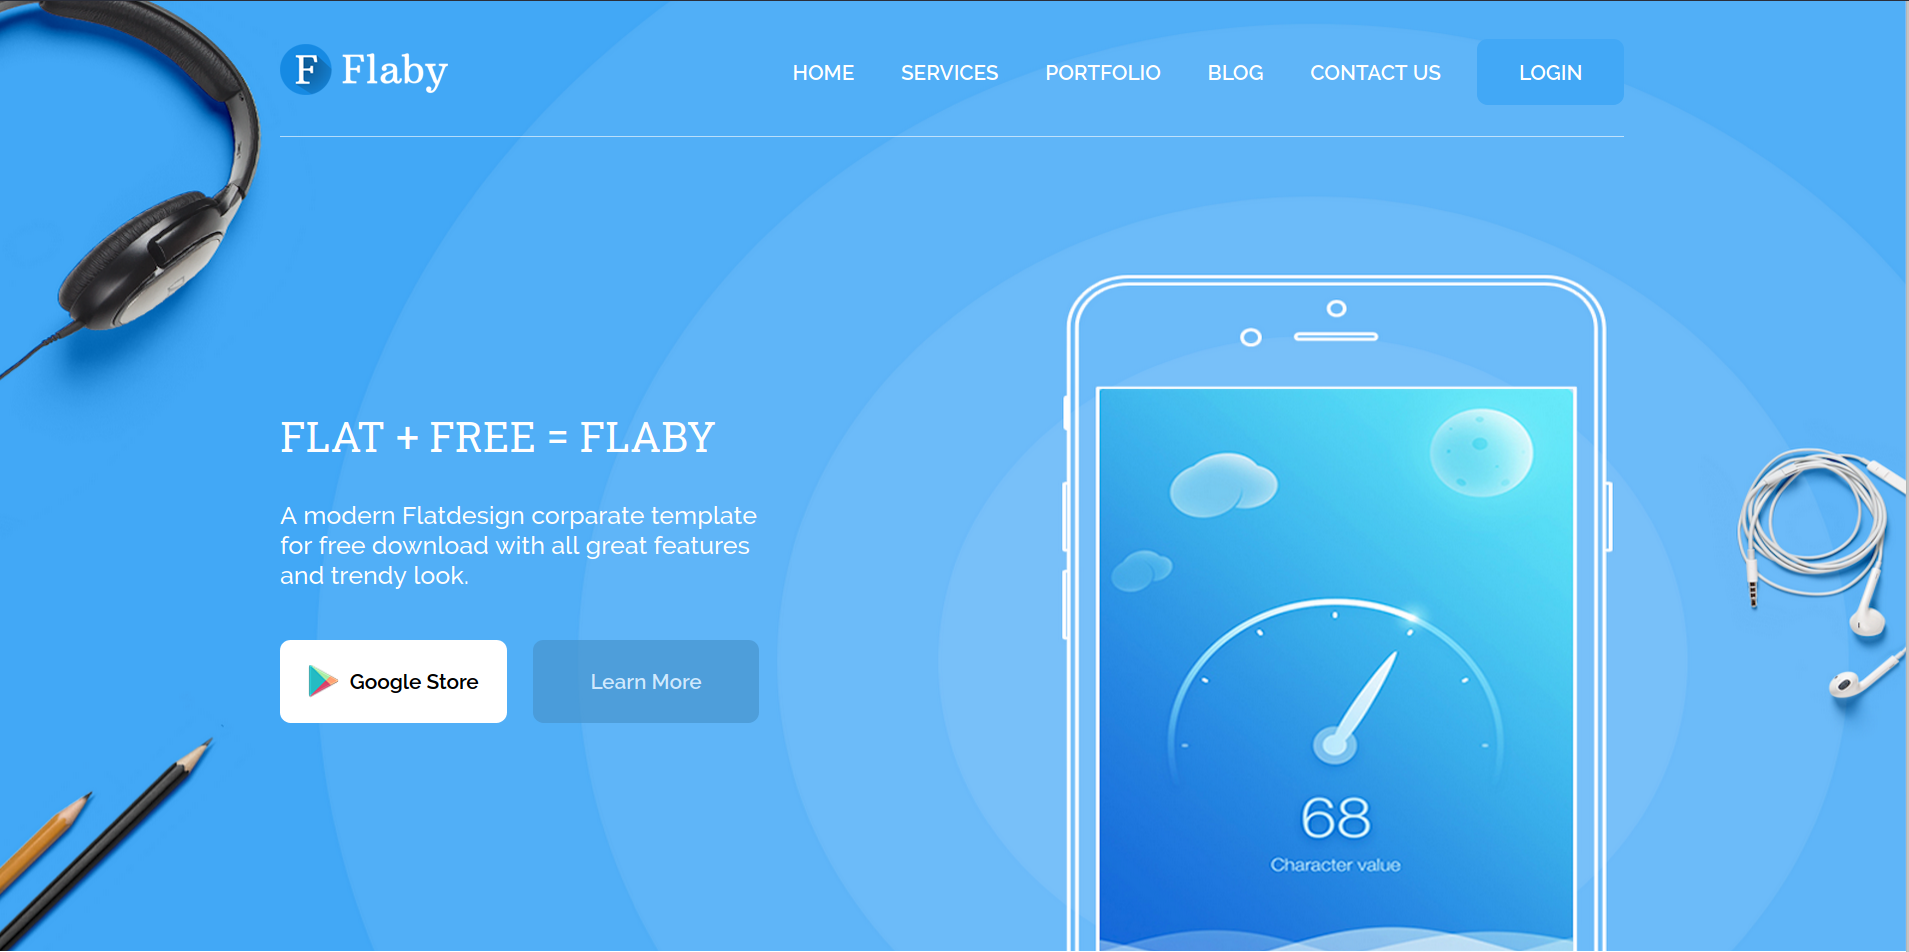 F Flaby
HOME SERVICES PORTFOLIO BLOG CONTACT US LOGIN
FLAT + FREE = FLABY
A modern Flatdesign corparate template
for free download with all great features
and trendy look.
Google Store
Learn More
68
Character value